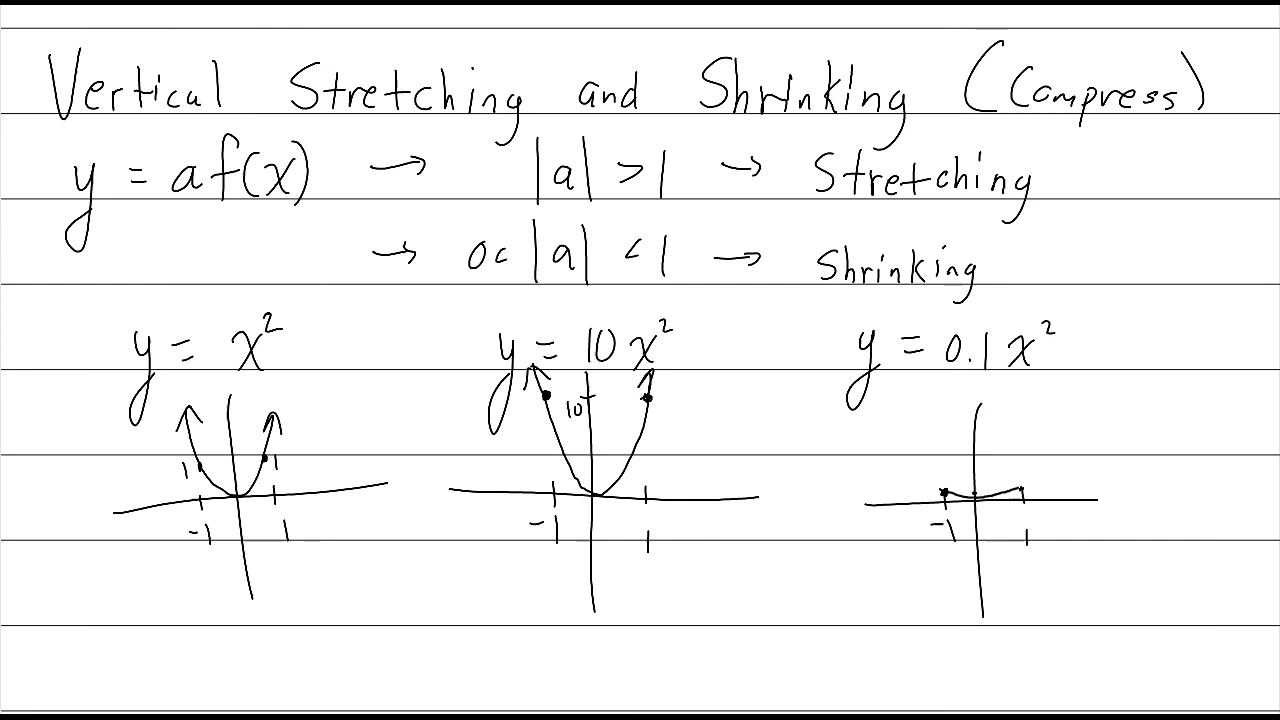 Vertical Stretching and Shrinking (Compress)
y = af(x) → |a| > 1 → Stretching
→ 0 < |a| < 1 → Shrinking
y = x² y = 10x² y = 0.1x²
10
1 1
-1 1 -1 1 -1 1